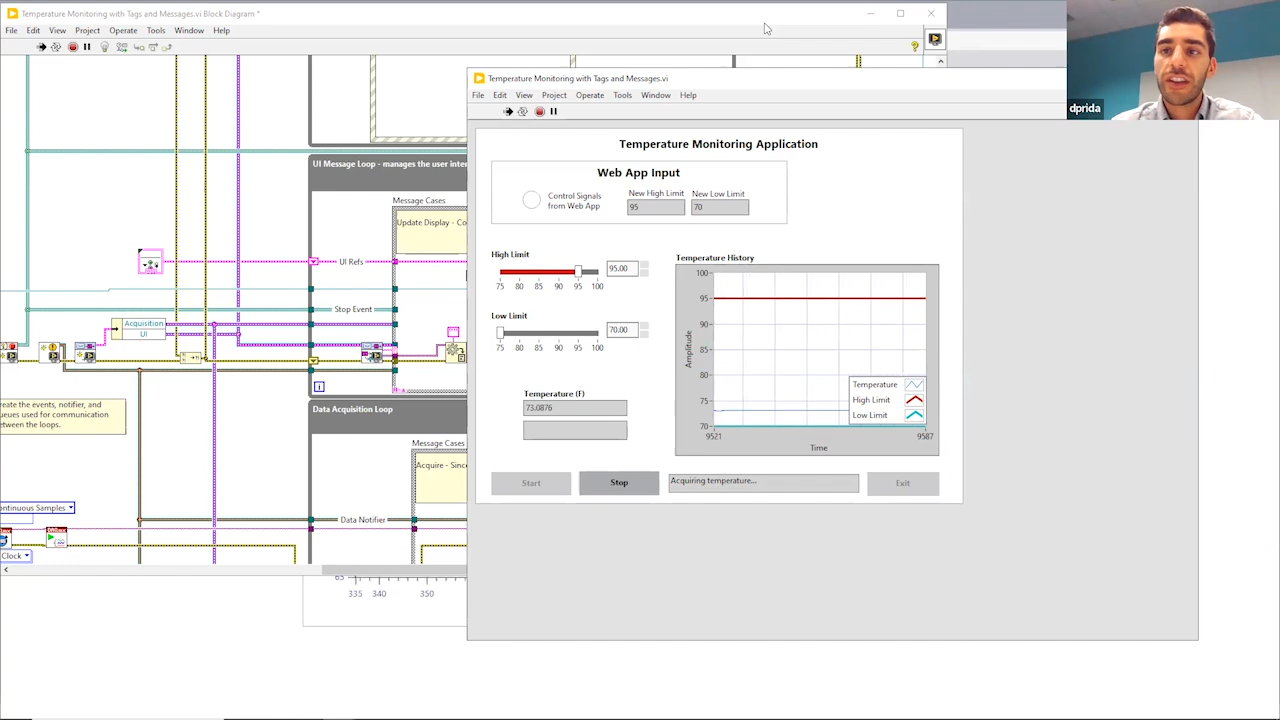 Temperature Monitoring with Tags and Messages.vi Block Diagram *
File Edit View Project Operate Tools Window Help
UI Message Loop - manages the user inter
Message Cases
Update Display - Co
UI Refs
Stop Event
Acquisition
UI
reate the events, notifier, and
ueues used for communication
etween the loops.
Data Acquisition Loop
Message Cases
Acquire - Sinc
ontinuous Samples
Data Notifier
Clock
65
335 340 350
Temperature Monitoring with Tags and Messages.vi
File Edit View Project Operate Tools Window Help
Temperature Monitoring Application
Web App Input
Control Signals
from Web App
New High Limit
95
New Low Limit
70
High Limit
95.00
75 80 85 90 95 100
Low Limit
70.00
75 80 85 90 95 100
Temperature (F)
73.0876
Temperature History
Amplitude
100
95
90
85
80
75
70
9521 9587
Time
Temperature
High Limit
Low Limit
Start
Stop
Acquiring temperature...
Exit
dprida